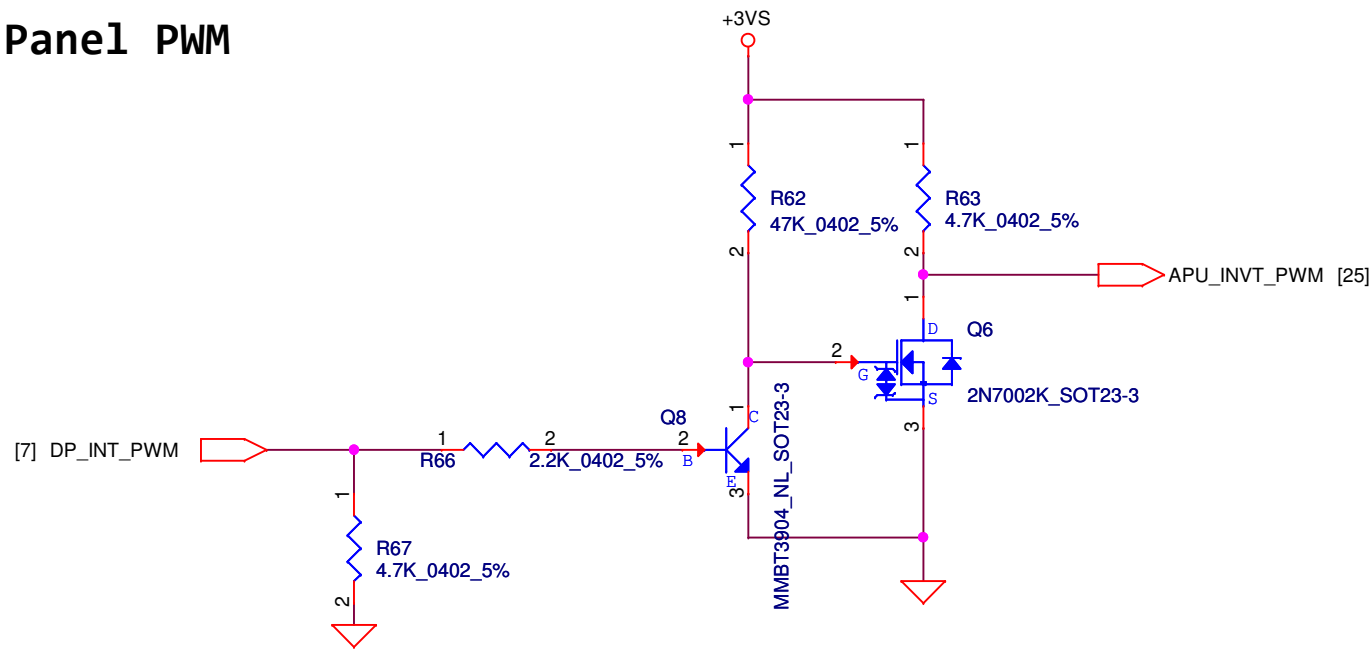 Panel PWM
+3VS
1
1
R62
47K_0402_5%
R63
4.7K_0402_5%
2
2
APU_INVT_PWM [25]
1
D
Q6
2
G
S
2N7002K_SOT23-3
3
[7] DP_INT_PWM
1
R66
2
2.2K_0402_5%
Q8
2
B
1
C
E
3
MMBT3904_NL_SOT23-3
1
R67
4.7K_0402_5%
2